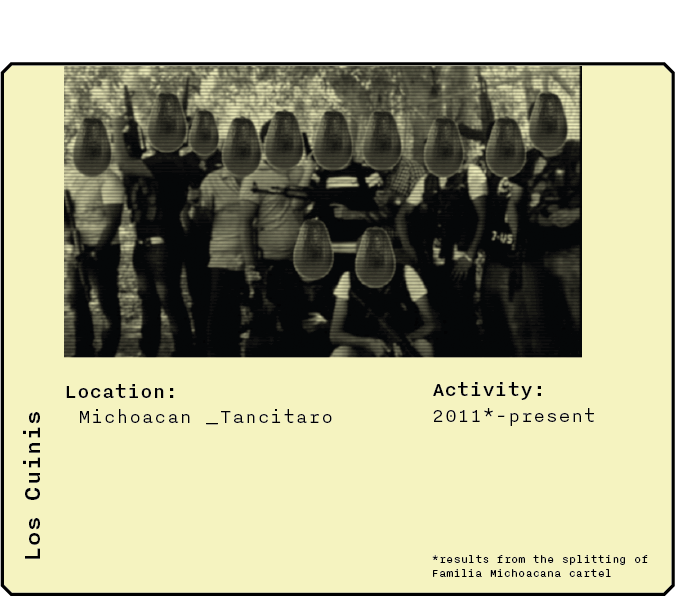 Location:
Michoacan _Tancitaro
Activity:
2011*-present
Los Cuinis
*results from the splitting of
Familia Michoacana cartel